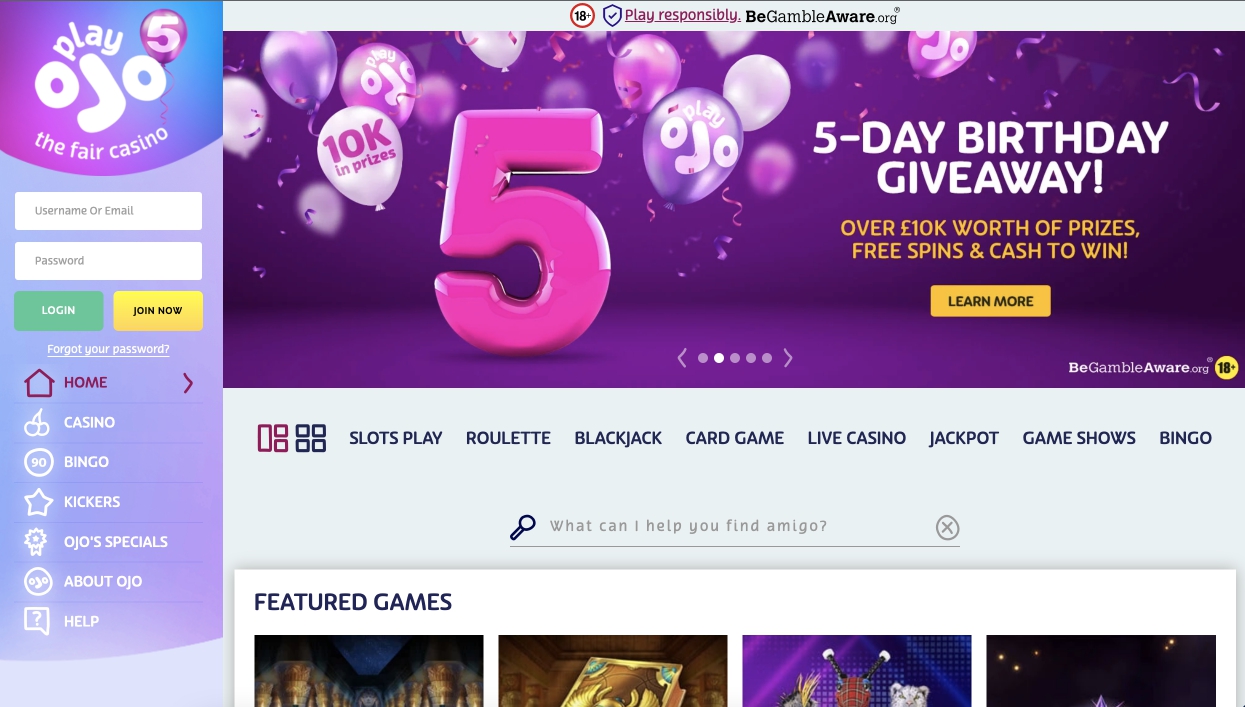 play
5
ojo
the fair casino
Username Or Email
Password
LOGIN
JOIN NOW
Forgot your password?
HOME
CASINO
90
BINGO
KICKERS
OJO'S SPECIALS
ojo
ABOUT OJO
?
HELP
18+
Play responsibly.
BeGambleAware.org®
play
ojo
ojo
10K
in prizes
5
play
ojo
5-DAY BIRTHDAY
GIVEAWAY!
OVER £10K WORTH OF PRIZES,
FREE SPINS & CASH TO WIN!
LEARN MORE
BeGambleAware.org® 18+
SLOTS PLAY
ROULETTE
BLACKJACK
CARD GAME
LIVE CASINO
JACKPOT
GAME SHOWS
BINGO
What can I help you find amigo?
FEATURED GAMES